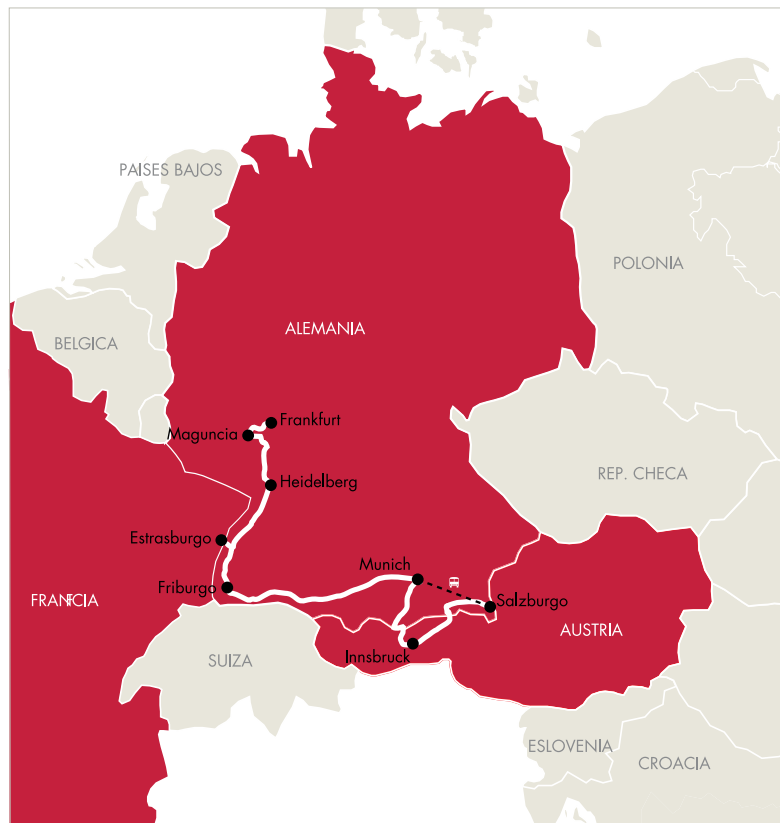 PAISES BAJOS
POLONIA
ALEMANIA
BELGICA
Frankfurt
Maguncia
REP. CHECA
Heidelberg
Estrasburgo
Munich
Friburgo
FRANCIA
Salzburgo
AUSTRIA
Innsbruck
SUIZA
ESLOVENIA
CROACIA